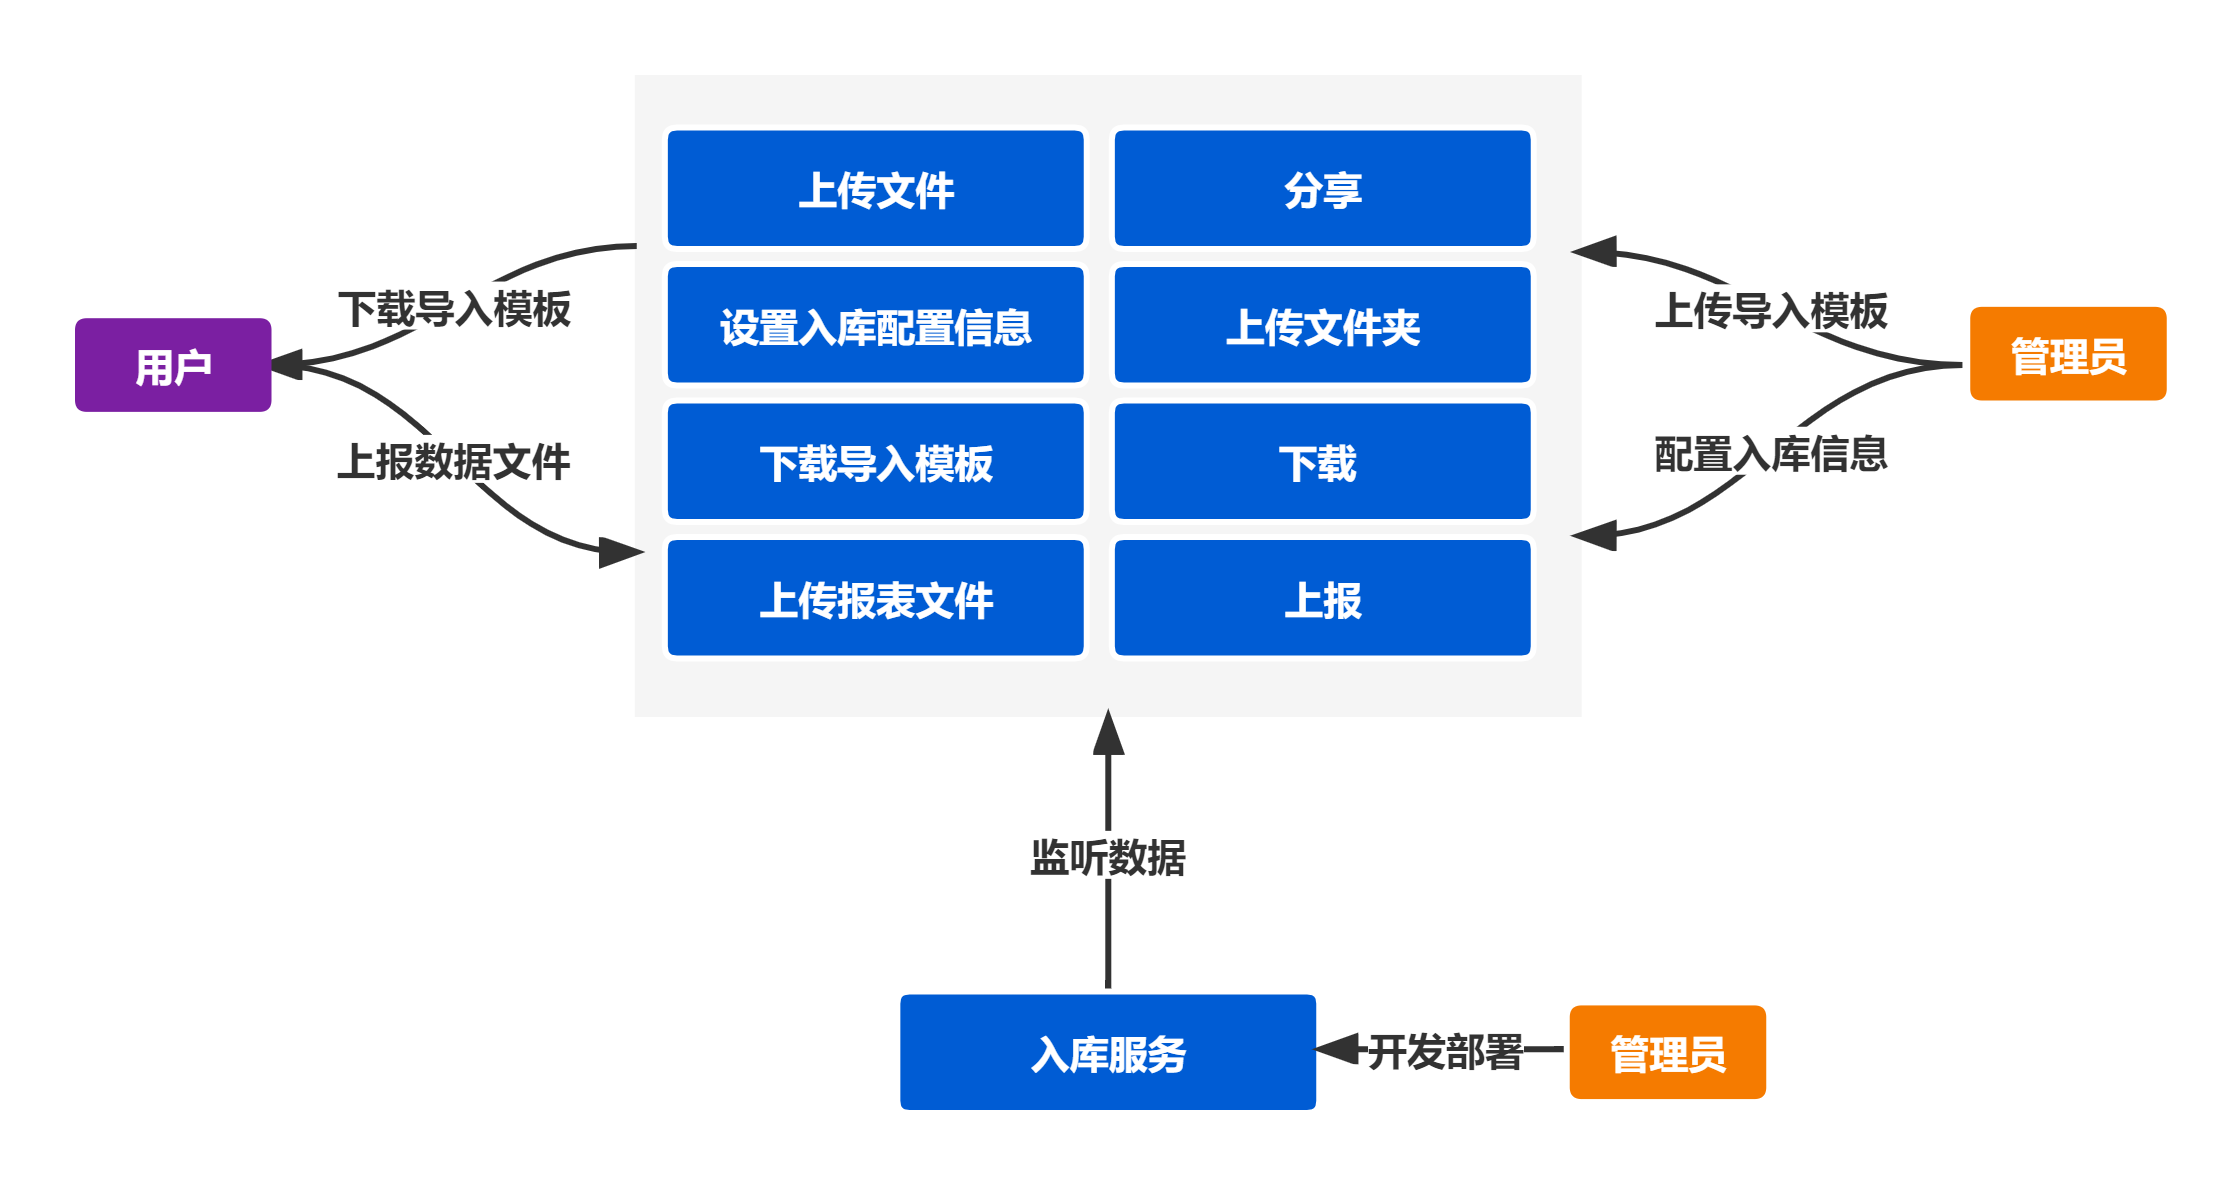 上传文件
分享
下载导入模板
上传导入模板
设置入库配置信息
上传文件夹
用户
管理员
上报数据文件
配置入库信息
下载导入模板
下载
上传报表文件
上报
监听数据
入库服务
开发部署
管理员